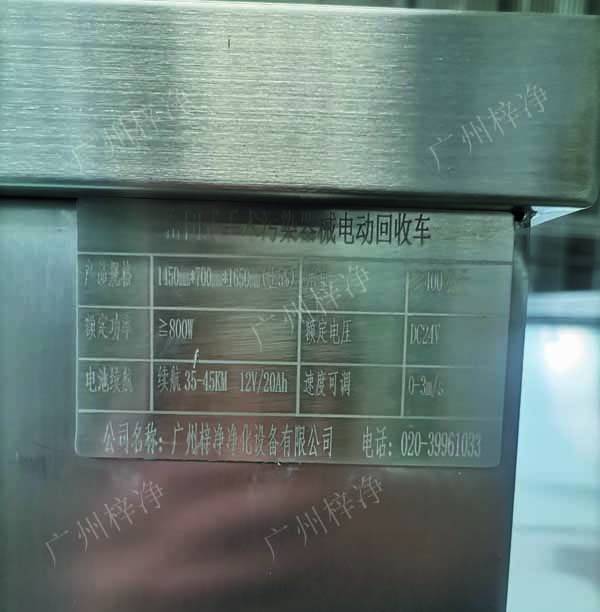 广州梓净
广州梓净
污染器械电动回收车
产品规格 1450mm*700mm*1650mm
额定功率 ≧800W 额定电压 DC24V
广州梓净
电池续航 续航35-45KM 12V/20Ah 速度可调 0-3m/s
公司名称：广州梓净净化设备有限公司 电话：020-39961033
广州梓净
广州梓净